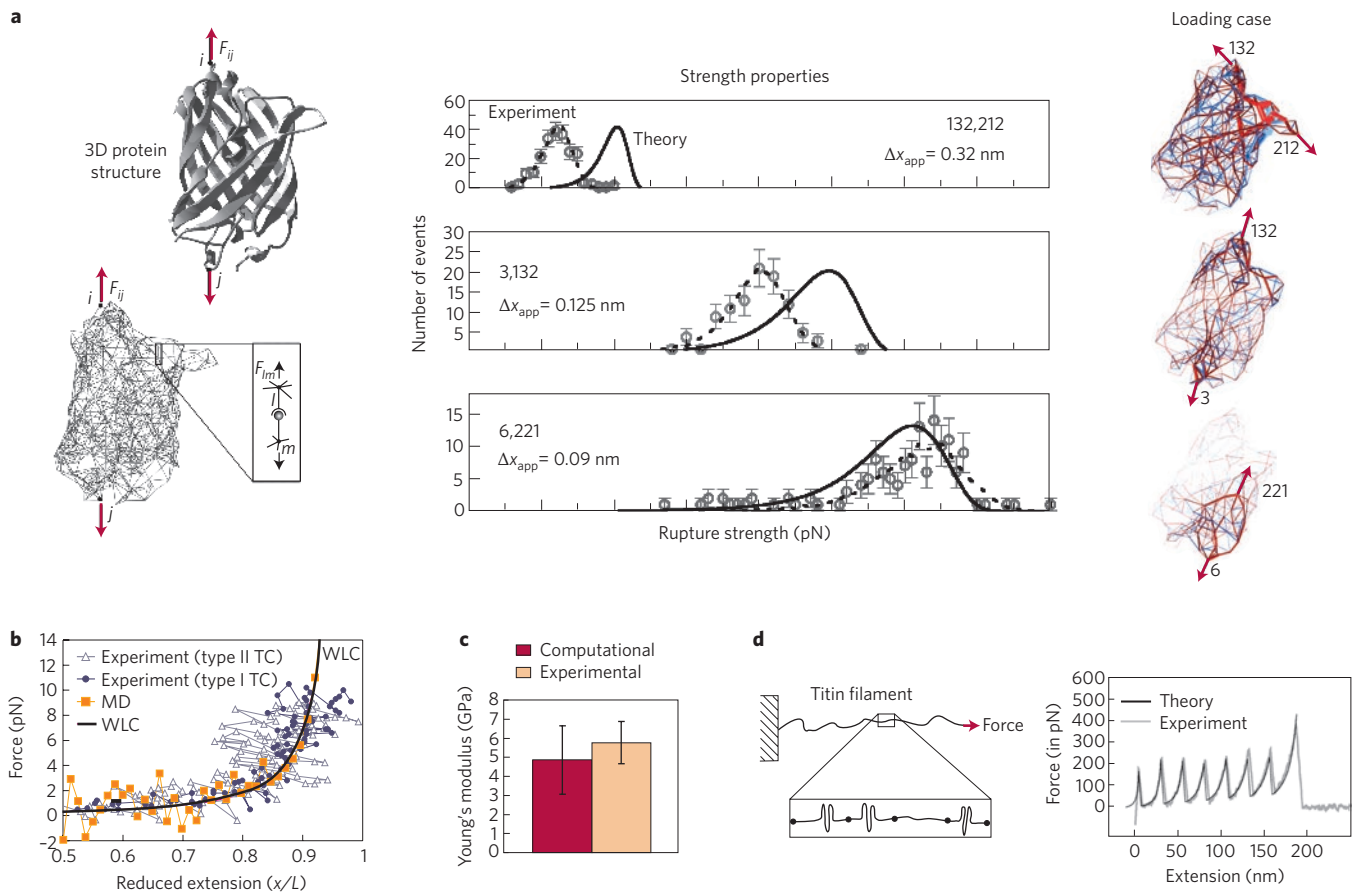 a
F_ij
i
3D protein
structure
j
i
F_ij
F_lm
l
m
j
Strength properties
Number of events
60
40
20
0
Experiment
Theory
132,212
Δx_app = 0.32 nm
30
25
20
15
10
5
3,132
Δx_app = 0.125 nm
15
10
5
0
6,221
Δx_app = 0.09 nm
Rupture strength (pN)
Loading case
132
212
132
3
221
6
b
Force (pN)
14
12
10
8
6
4
2
0
−2
Experiment (type II TC)
Experiment (type I TC)
MD
WLC
WLC
0.5 0.6 0.7 0.8 0.9 1
Reduced extension (x/L)
c
Computational
Experimental
Young's modulus (GPa)
8
7
6
5
4
3
2
1
0
d
Titin filament
Force
Force (in pN)
600
500
400
300
200
100
0
Theory
Experiment
0 50 100 150 200
Extension (nm)